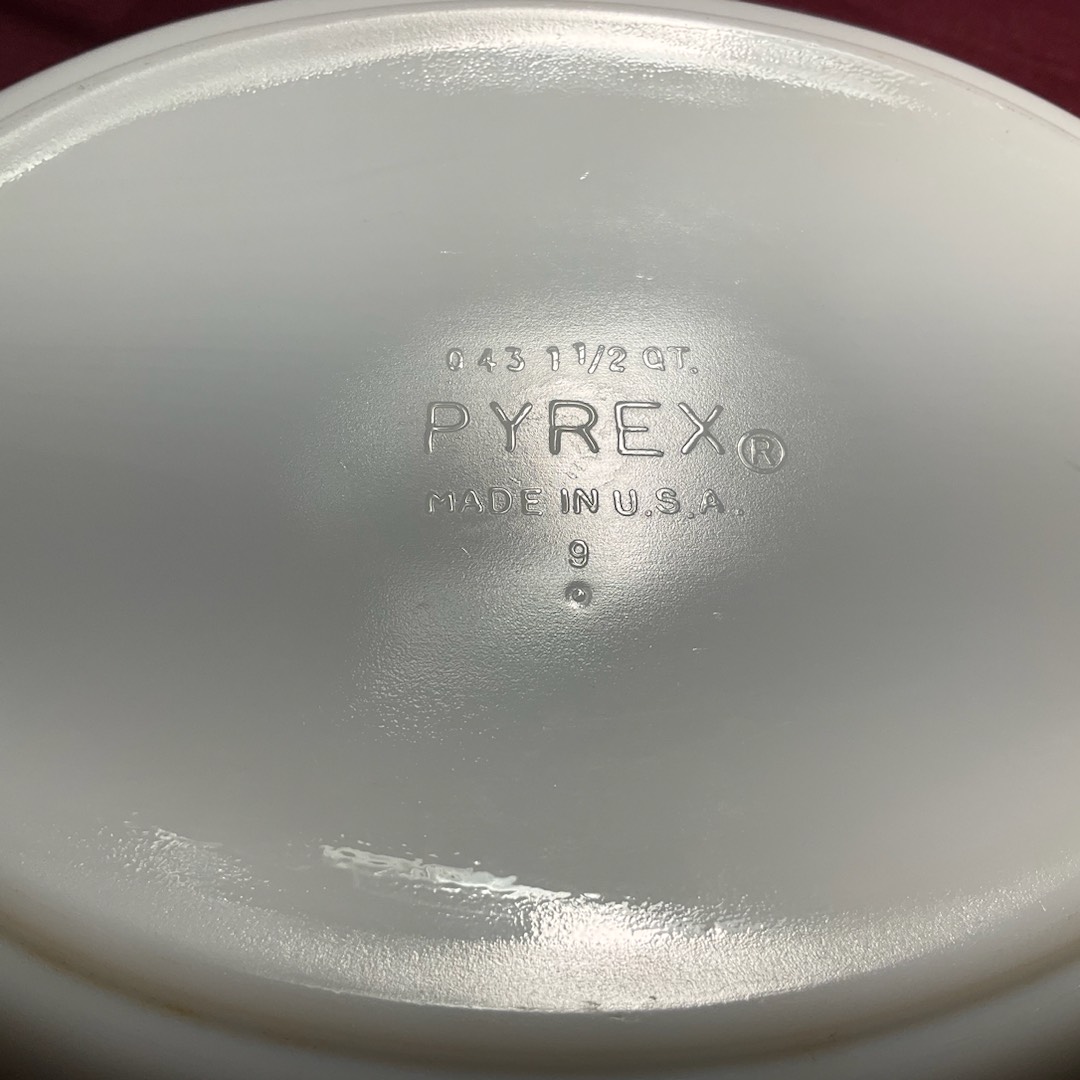 043 1 1/2 QT.
PYREX®
MADE IN U.S.A.
9